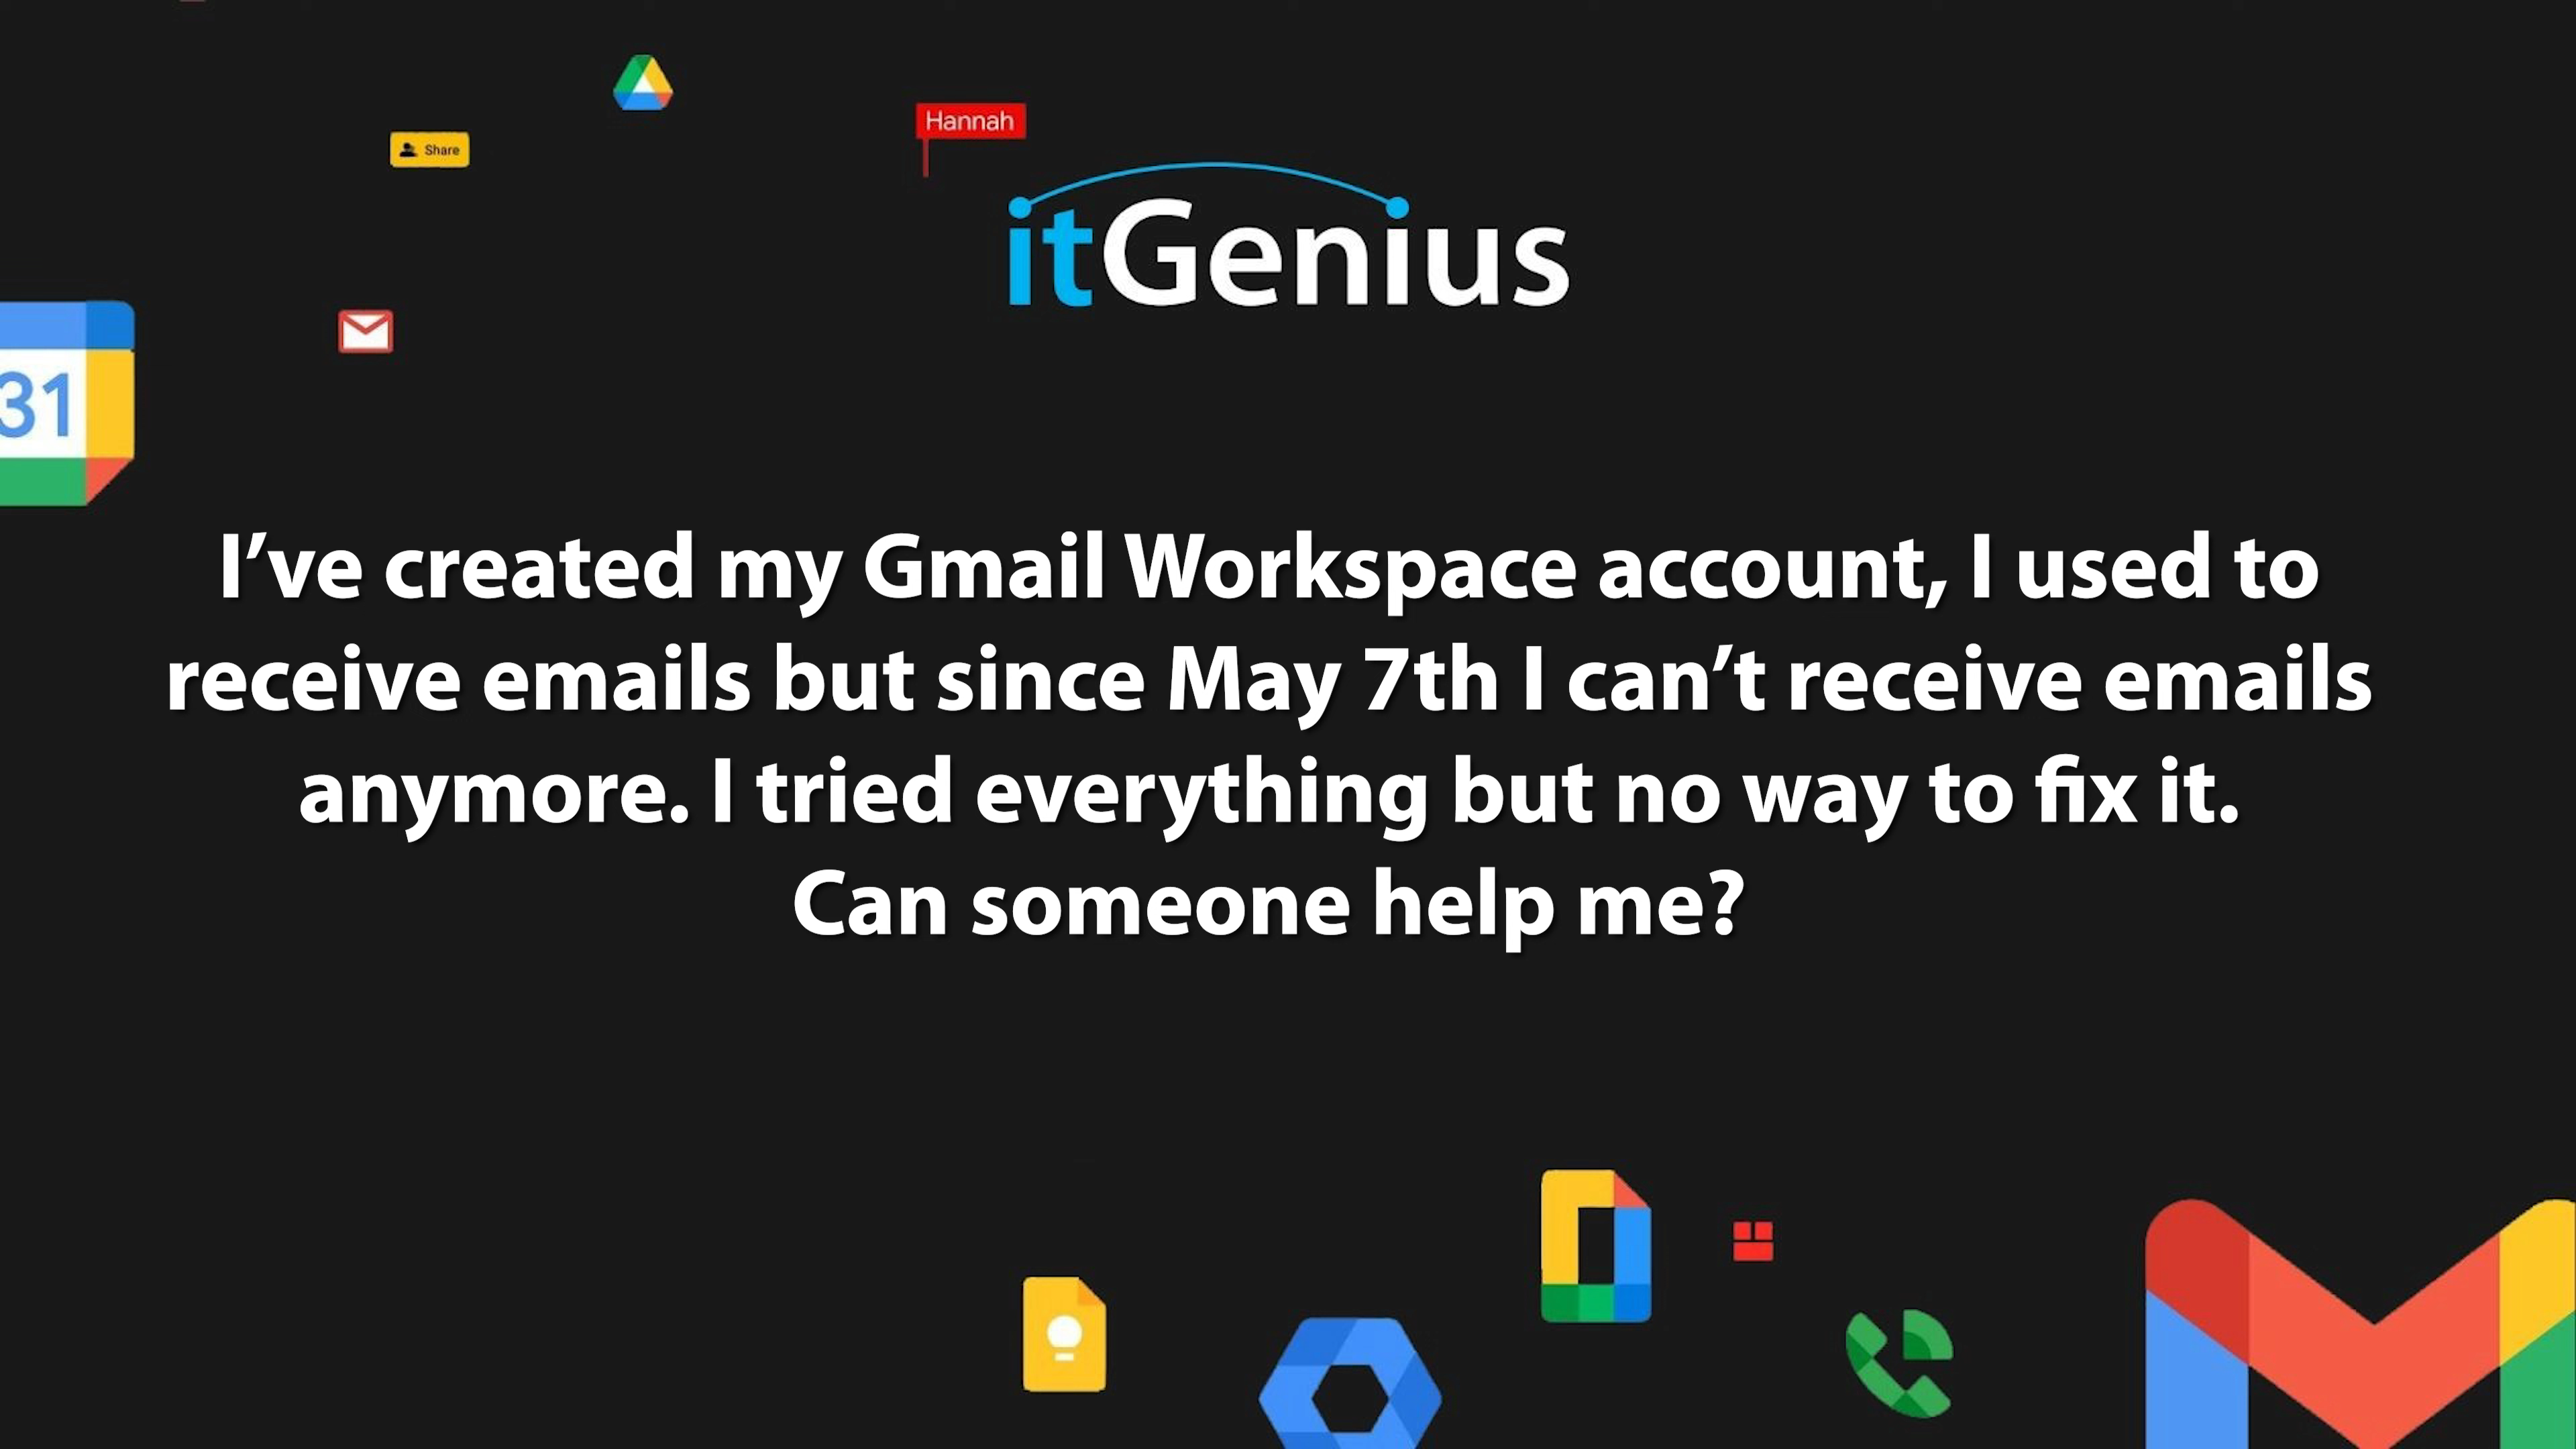 Hannah
Share
itGenius
31
I’ve created my Gmail Workspace account, I used to
receive emails but since May 7th I can’t receive emails
anymore. I tried everything but no way to fix it.
Can someone help me?